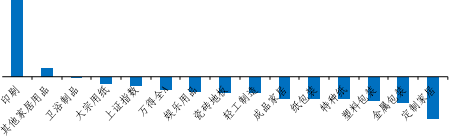 印刷
其他家居用品
卫浴制品
大宗用纸
上证指数
万得全A
娱乐用品
瓷砖地板
轻工制造
成品家居
纸包装
特种纸
塑料包装
金属包装
定制家居